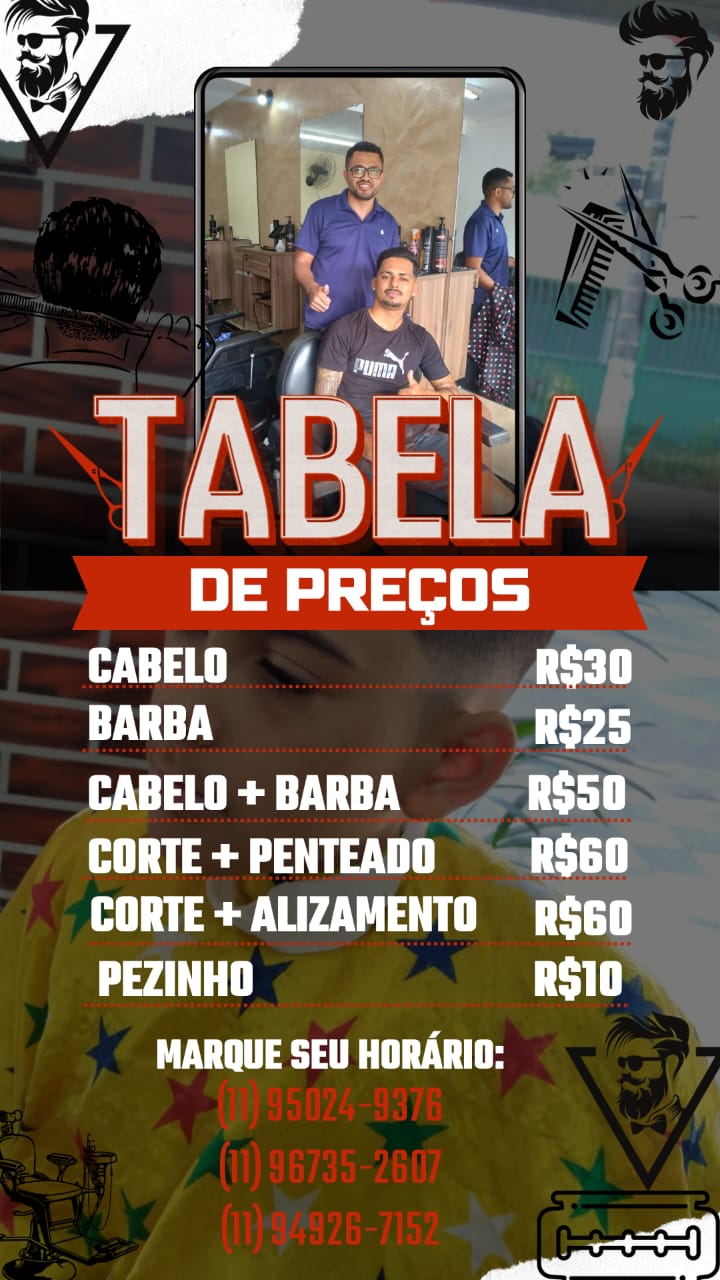 PUMA
TABELA
DE PREÇOS
CABELO R$30
BARBA R$25
CABELO + BARBA R$50
CORTE + PENTEADO R$60
CORTE + ALIZAMENTO R$60
PEZINHO R$10
MARQUE SEU HORÁRIO:
(11) 95024-9376
(11) 96735-2607
(11) 94926-7152